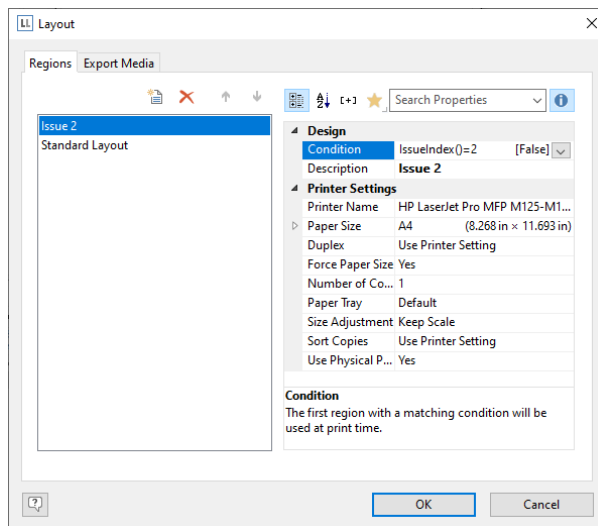 LL Layout
Regions Export Media
Search Properties
Issue 2
Standard Layout
Design
Condition IssueIndex()=2 [False]
Description Issue 2
Printer Settings
Printer Name HP LaserJet Pro MFP M125-M1...
Paper Size A4 (8.268 in × 11.693 in)
Duplex Use Printer Setting
Force Paper Size Yes
Number of Co... 1
Paper Tray Default
Size Adjustment Keep Scale
Sort Copies Use Printer Setting
Use Physical P... Yes
Condition
The first region with a matching condition will be
used at print time.
OK Cancel